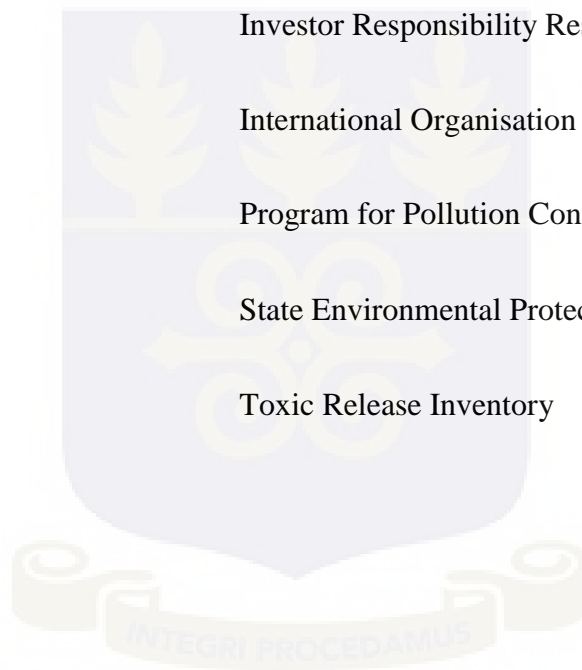 Investor Responsibility Re
International Organisation
Program for Pollution Con
State Environmental Protec
Toxic Release Inventory
INTEGRI PROCEDAMUS